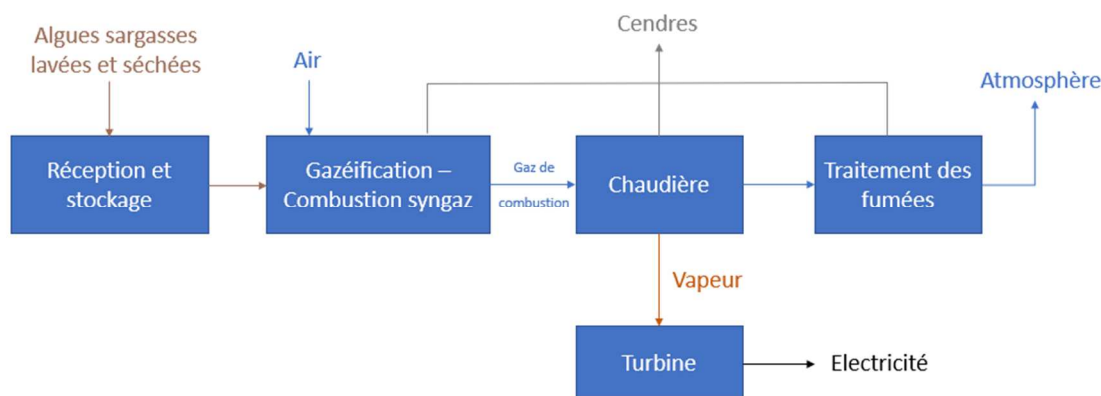 Algues sargasses
lavées et séchées
Air
Cendres
Atmosphère
Réception et
stockage
Gazéification –
Combustion syngaz
Gaz de
combustion
Chaudière
Traitement des
fumées
Vapeur
Turbine
Electricité